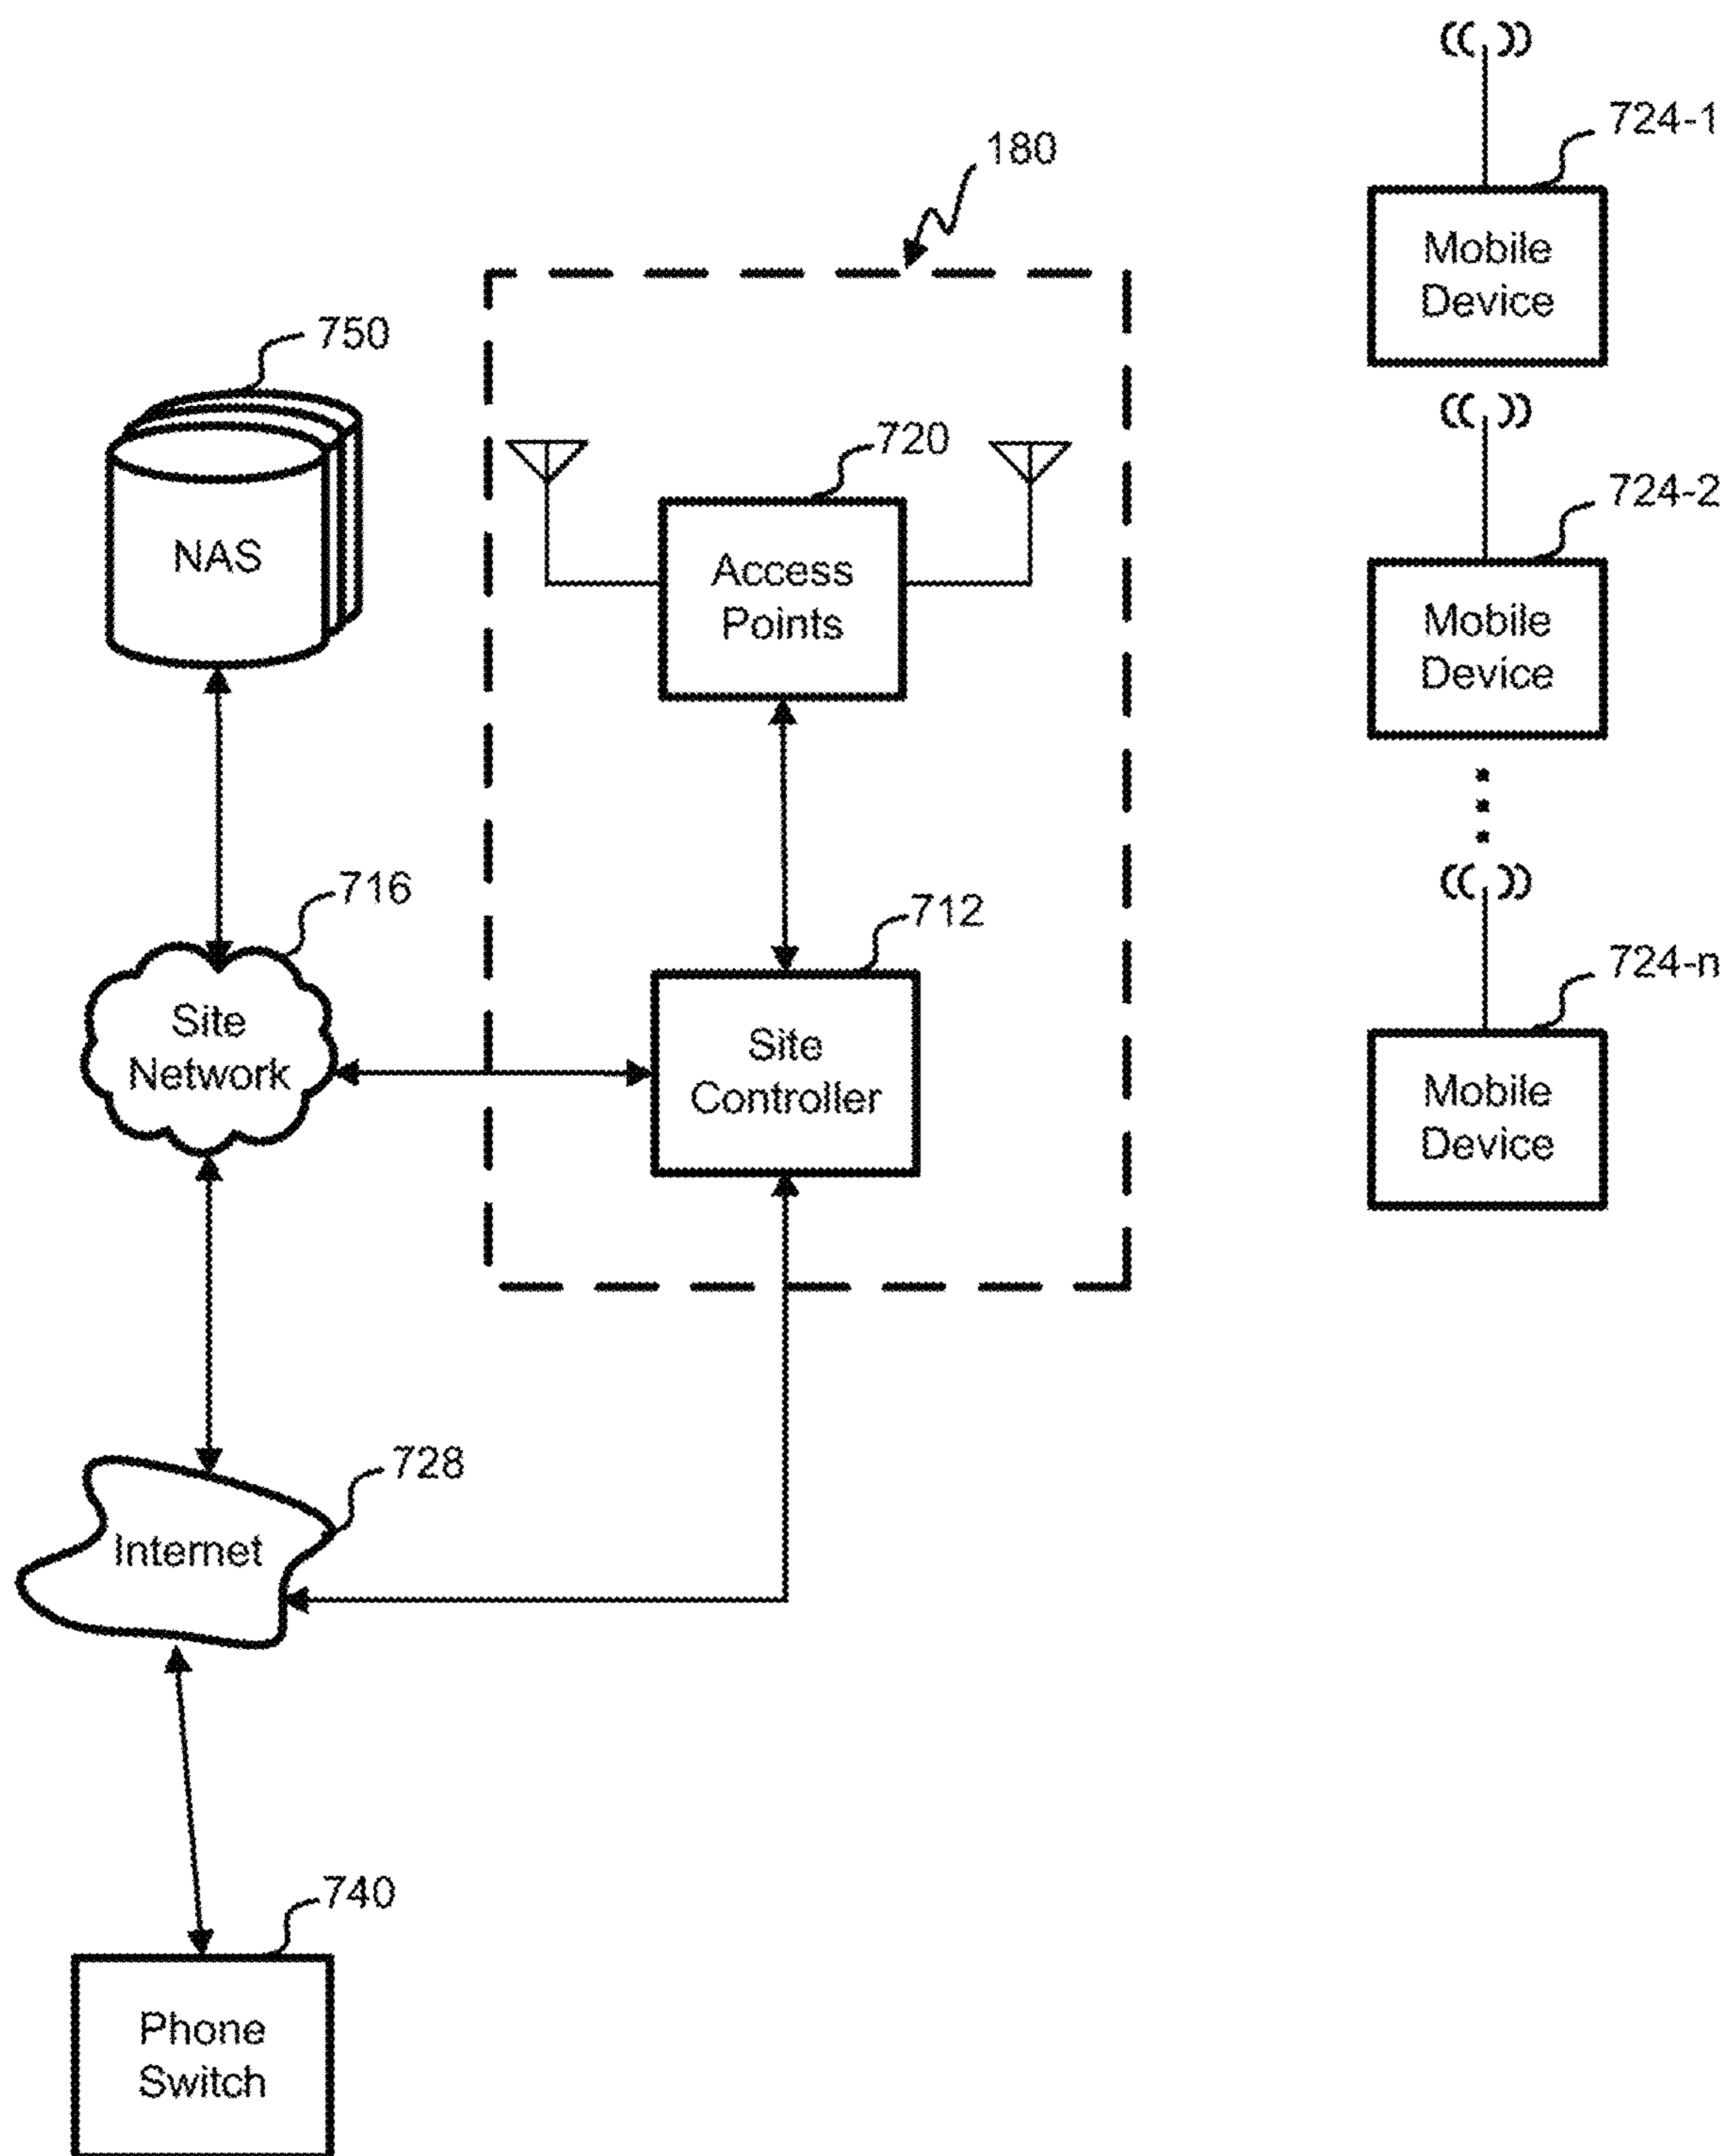 724-1
180
Mobile
Device
750
720
724-2
NAS
Access
Points
Mobile
Device
716
712
724-n
Site
Network
Site
Controller
Mobile
Device
728
Internet
740
Phone
Switch